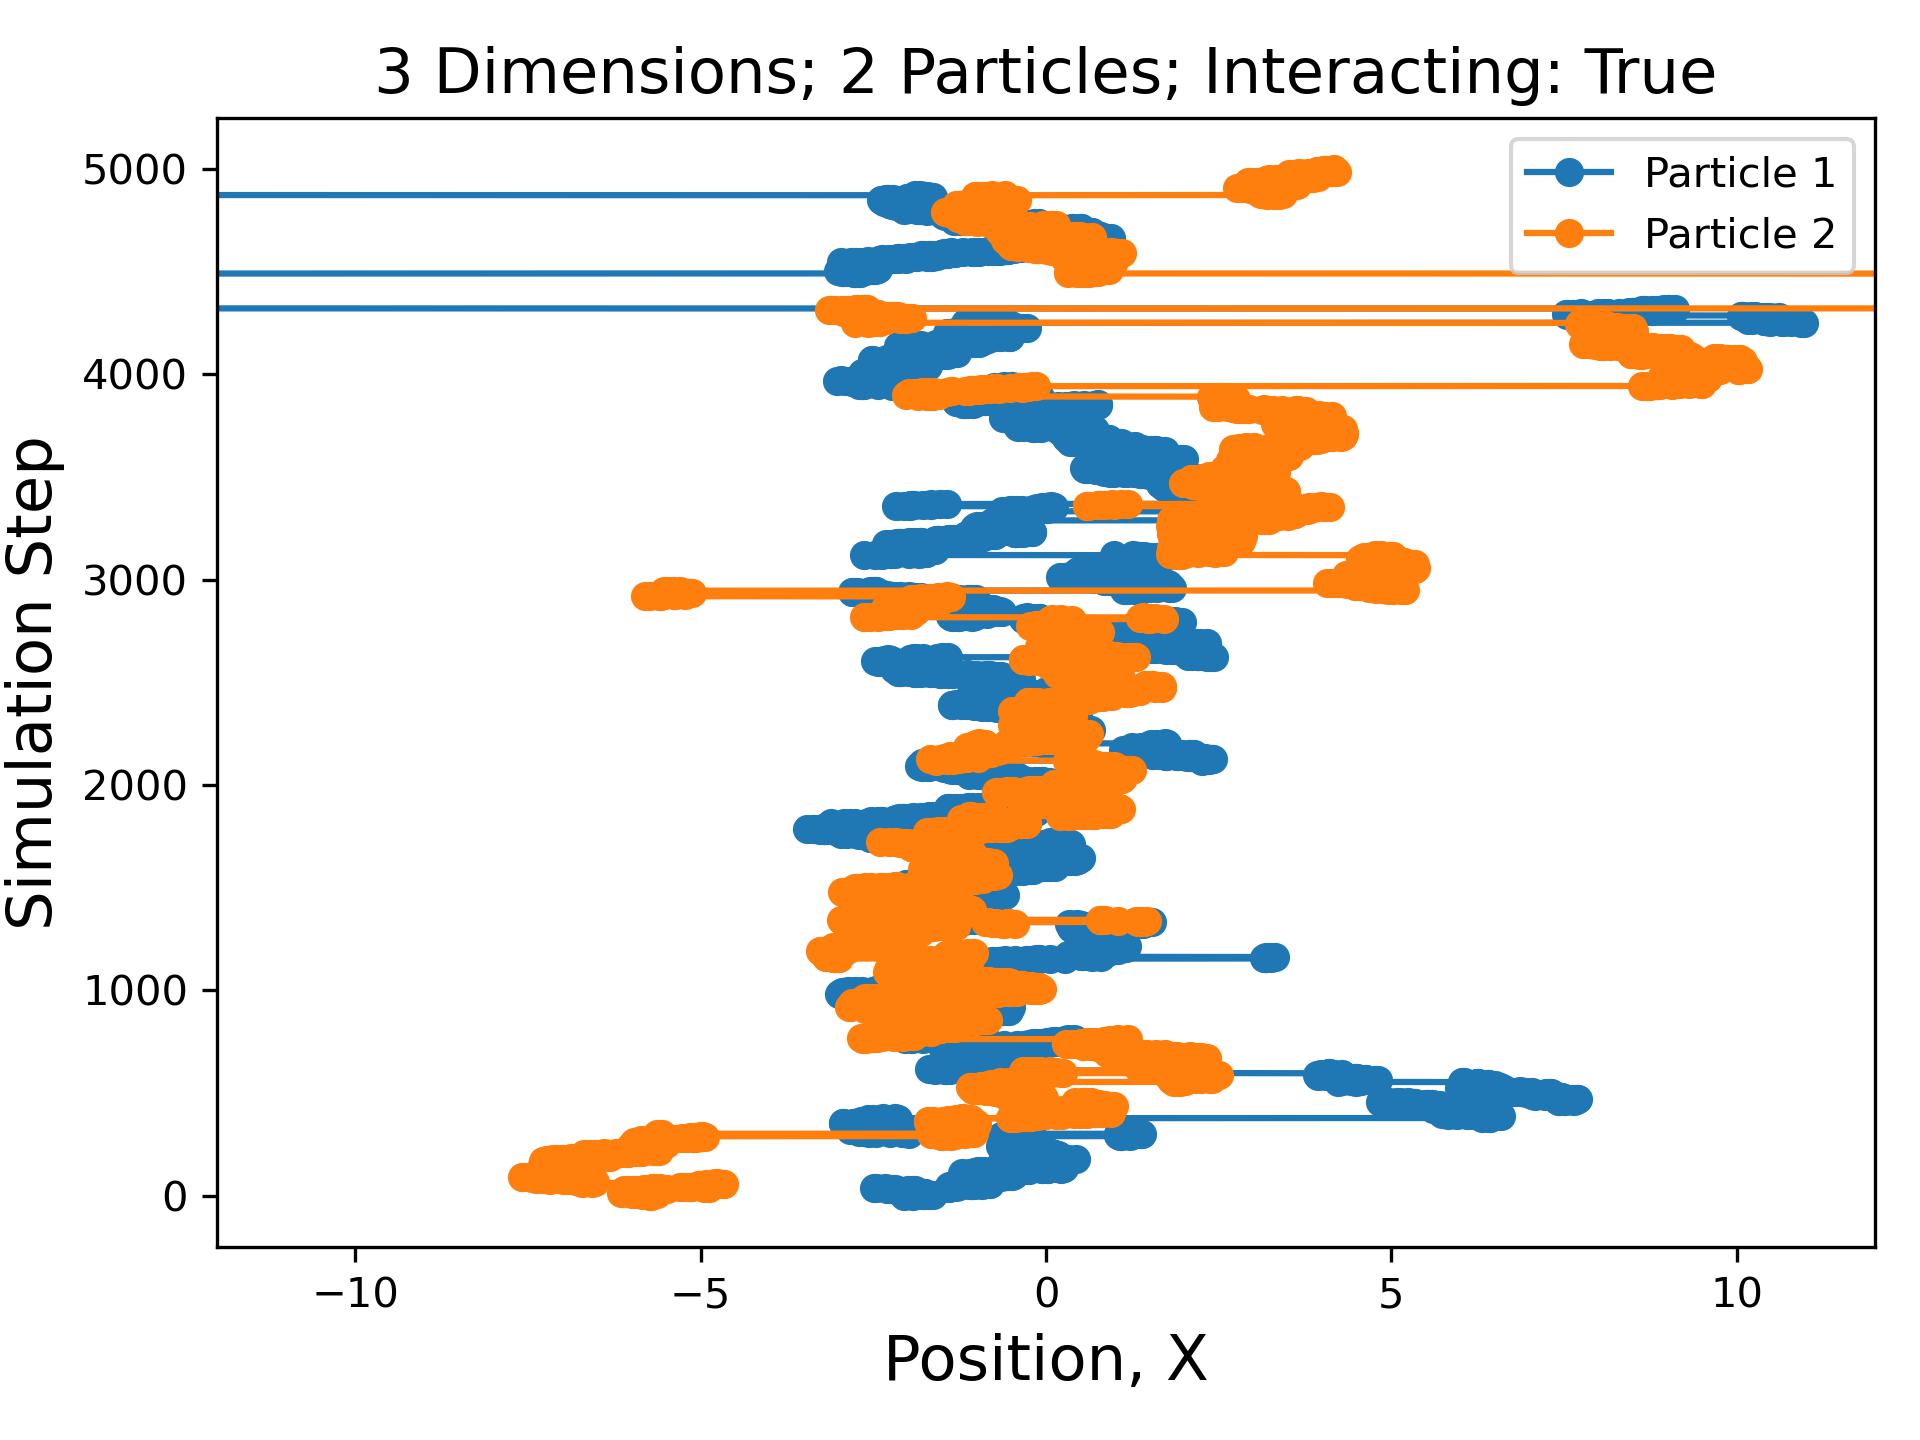 3 Dimensions; 2 Particles; Interacting: True
Particle 1
Particle 2
Simulation Step
5000
4000
3000
2000
1000
0
−10
−5
0
5
10
Position, X